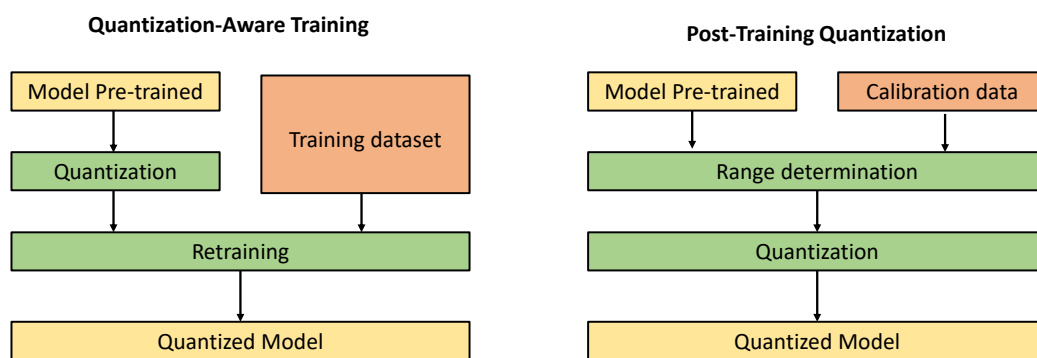 Quantization-Aware Training
Model Pre-trained
Training dataset
Quantization
Retraining
Quantized Model
Post-Training Quantization
Model Pre-trained
Calibration data
Range determination
Quantization
Quantized Model